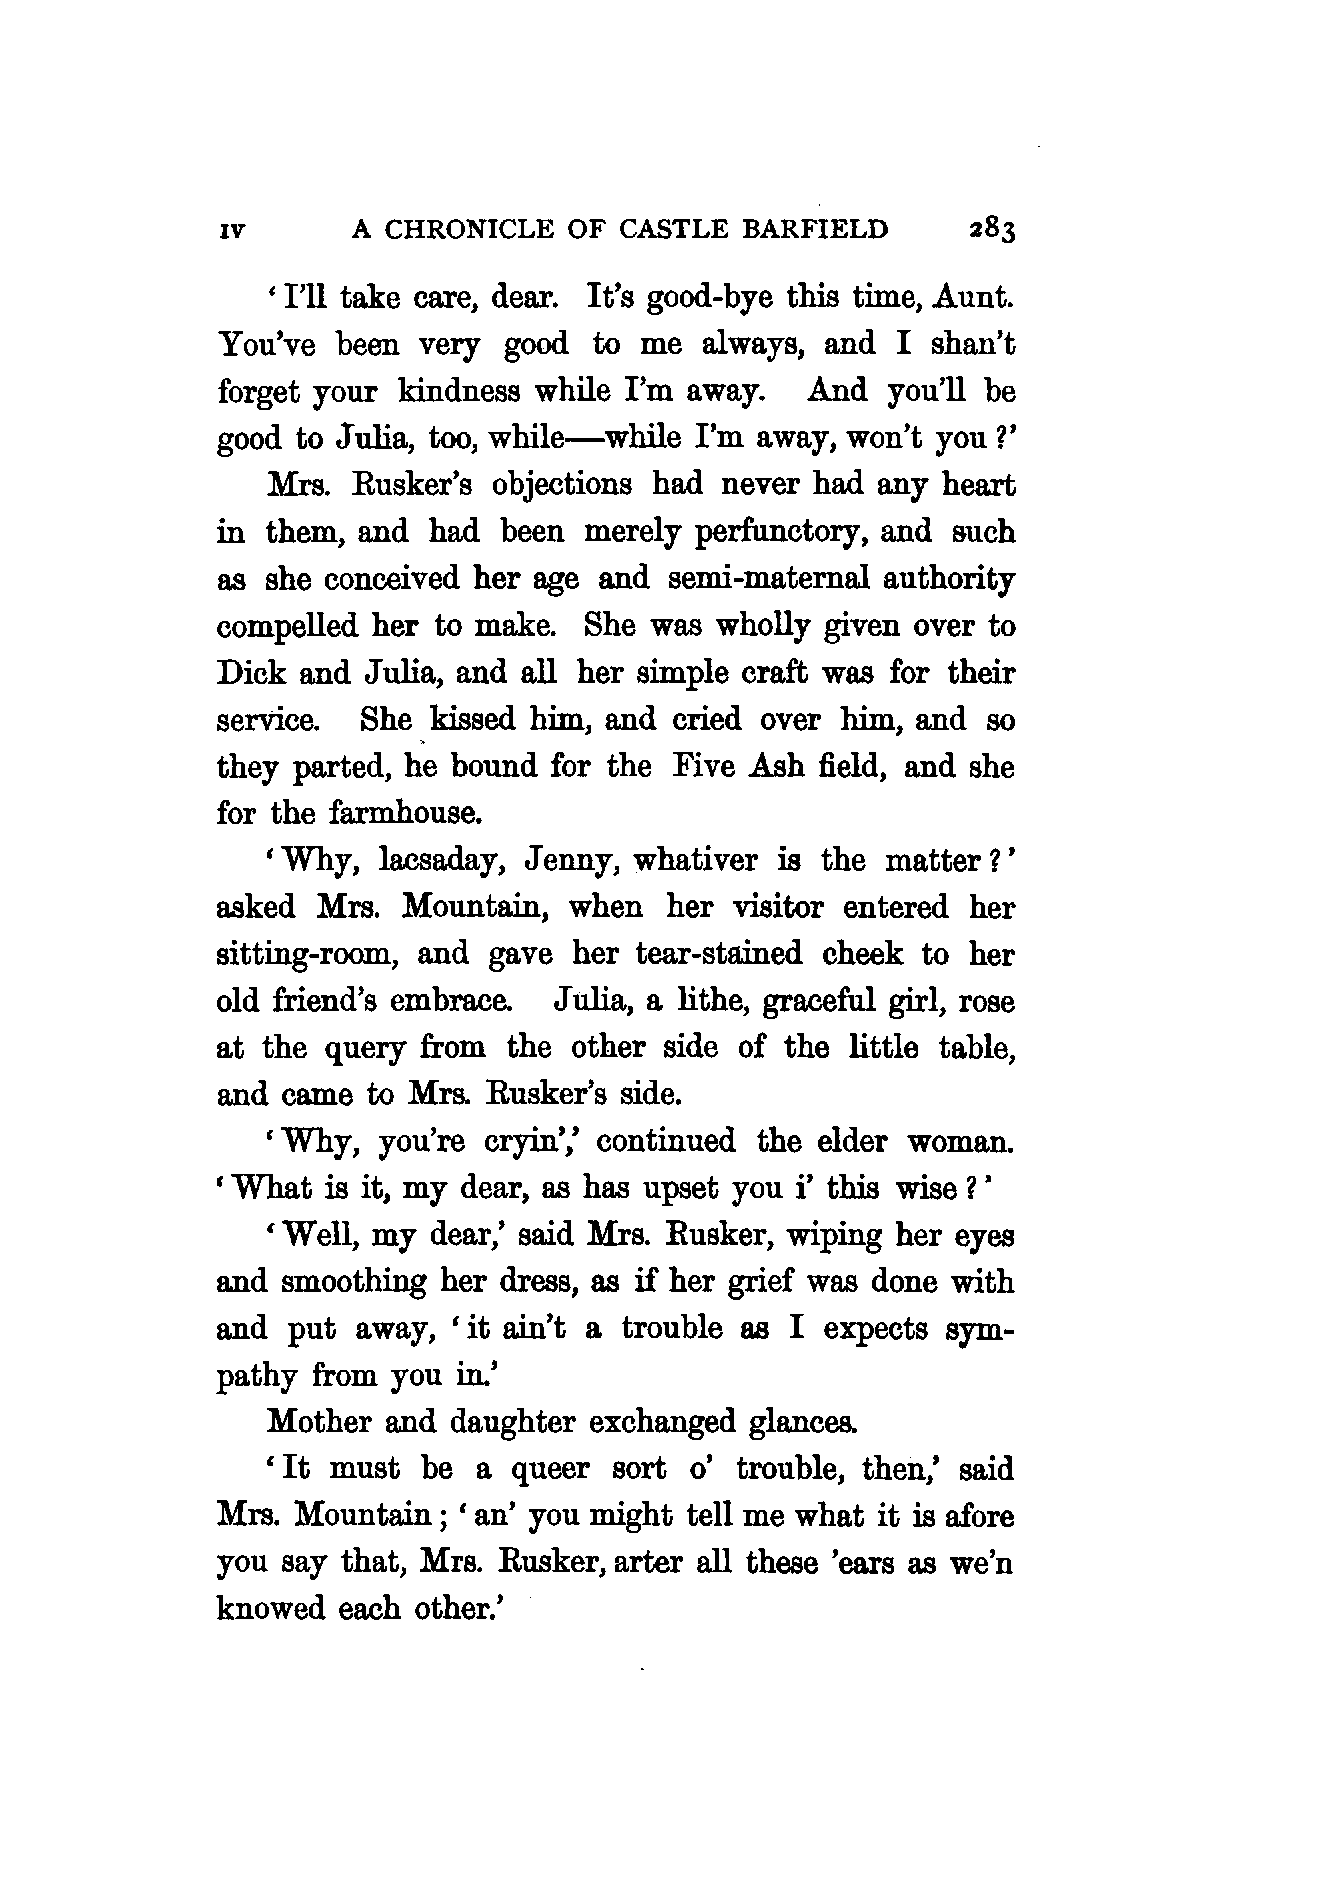 IV A CHRONICLE OF CASTLE BARFIELD 283
‘I’ll take care, dear. It’s good-bye this time, Aunt.
You’ve been very good to me always, and I shan’t
forget your kindness while I’m away. And you’ll be
good to Julia, too, while—while I’m away, won’t you?’
Mrs. Rusker’s objections had never had any heart
in them, and had been merely perfunctory, and such
as she conceived her age and semi-maternal authority
compelled her to make. She was wholly given over to
Dick and Julia, and all her simple craft was for their
service. She kissed him, and cried over him, and so
they parted, he bound for the Five Ash field, and she
for the farmhouse.
‘Why, lacsaday, Jenny, whativer is the matter?’
asked Mrs. Mountain, when her visitor entered her
sitting-room, and gave her tear-stained cheek to her
old friend’s embrace. Julia, a lithe, graceful girl, rose
at the query from the other side of the little table,
and came to Mrs. Rusker’s side.
‘Why, you’re cryin’,’ continued the elder woman.
‘What is it, my dear, as has upset you i’ this wise?’
‘Well, my dear,’ said Mrs. Rusker, wiping her eyes
and smoothing her dress, as if her grief was done with
and put away, ‘it ain’t a trouble as I expects sym-
pathy from you in.’
Mother and daughter exchanged glances.
‘It must be a queer sort o’ trouble, then,’ said
Mrs. Mountain; ‘an’ you might tell me what it is afore
you say that, Mrs. Rusker, arter all these ’ears as we’n
knowed each other.’